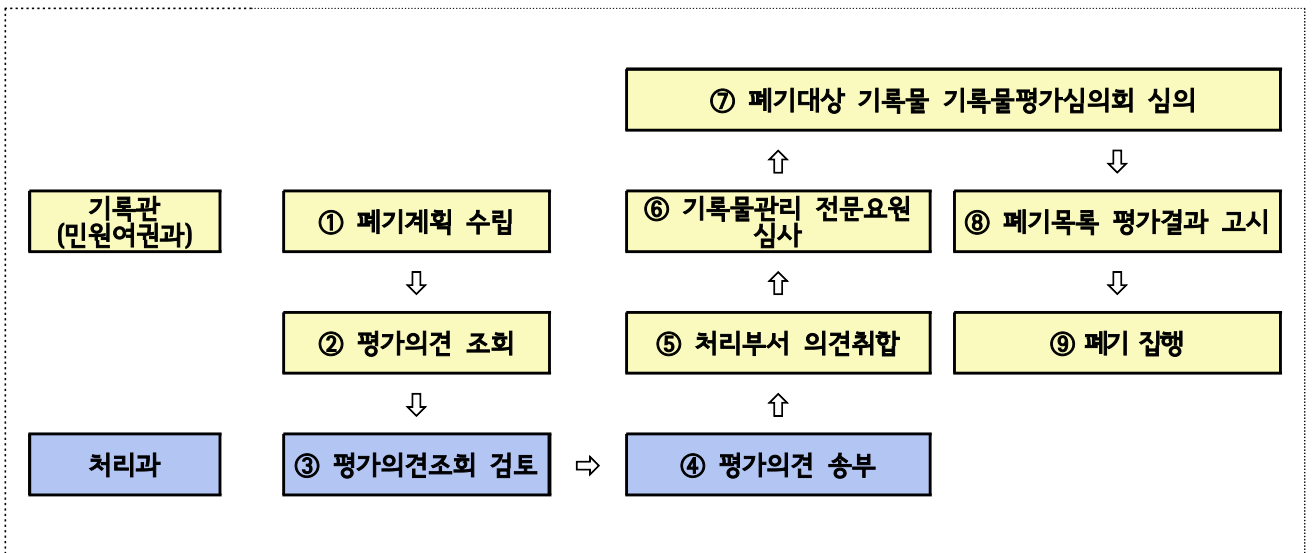 ⑦ 폐기대상 기록물 기록물평가심의회 심의
⇧
⇩
기록관
(민원여권과)
① 폐기계획 수립
⑥ 기록물관리 전문요원
심사
⑧ 폐기목록 평가결과 고시
⇩
⇧
⇩
② 평가의견 조회
⑤ 처리부서 의견취합
⑨ 폐기 집행
⇩
⇧
처리과
③ 평가의견조회 검토
⇨
④ 평가의견 송부